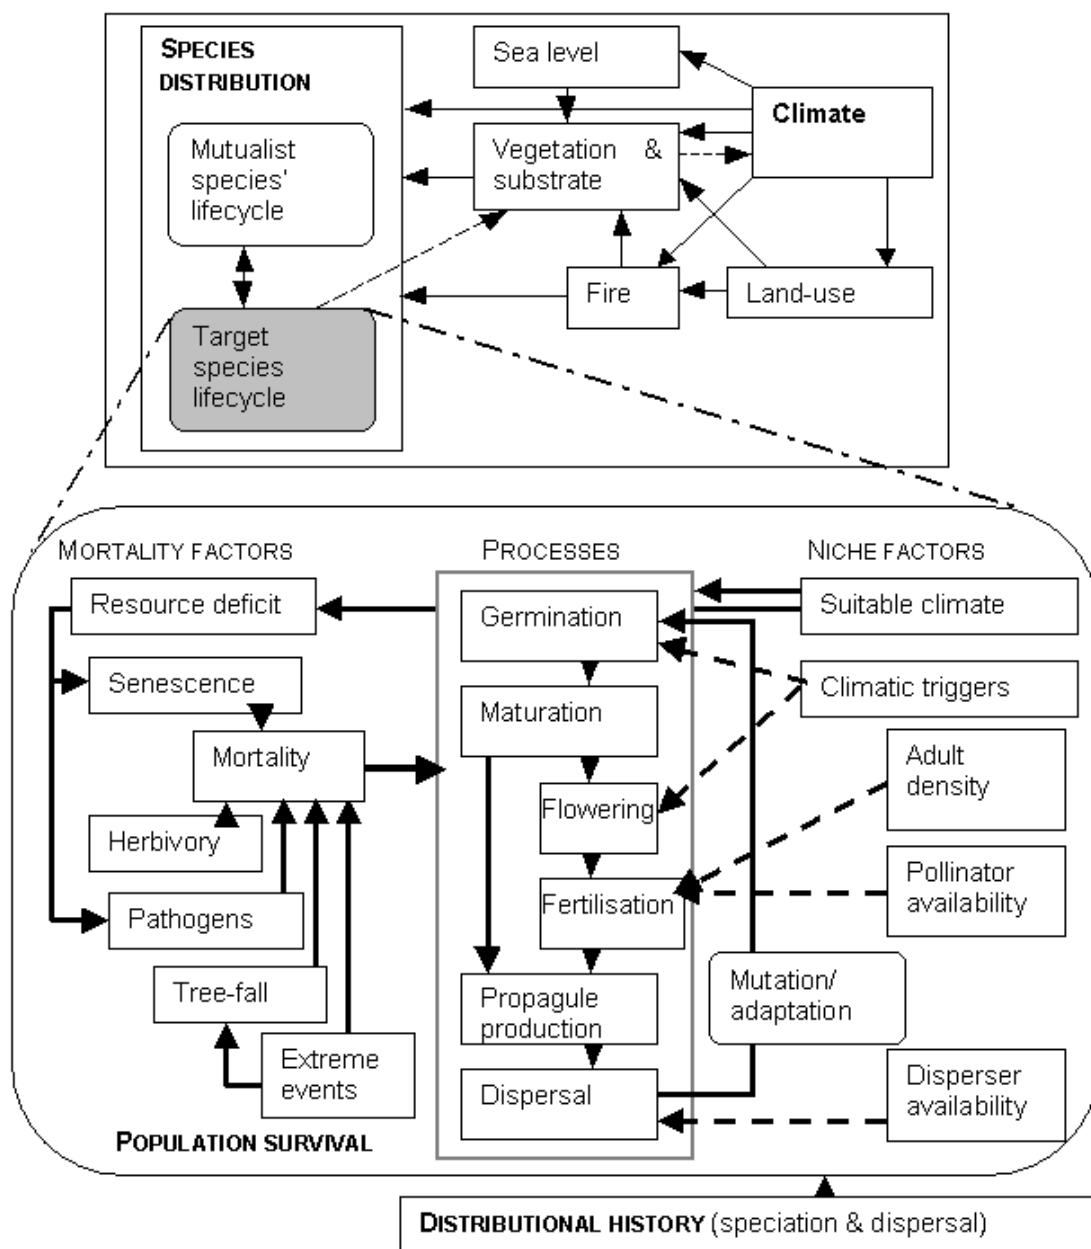 SPECIES
DISTRIBUTION
Mutualist
species'
lifecycle
Target
species
lifecycle
Sea level
Vegetation &
substrate
Climate
Fire
Land-use
MORTALITY FACTORS
PROCESSES
NICHE FACTORS
Resource deficit
Senescence
Mortality
Herbivory
Pathogens
Tree-fall
Extreme
events
POPULATION SURVIVAL
Germination
Maturation
Flowering
Fertilisation
Propagule
production
Dispersal
Suitable climate
Climatic triggers
Adult
density
Pollinator
availability
Mutation/
adaptation
Disperser
availability
DISTRIBUTIONAL HISTORY (speciation & dispersal)